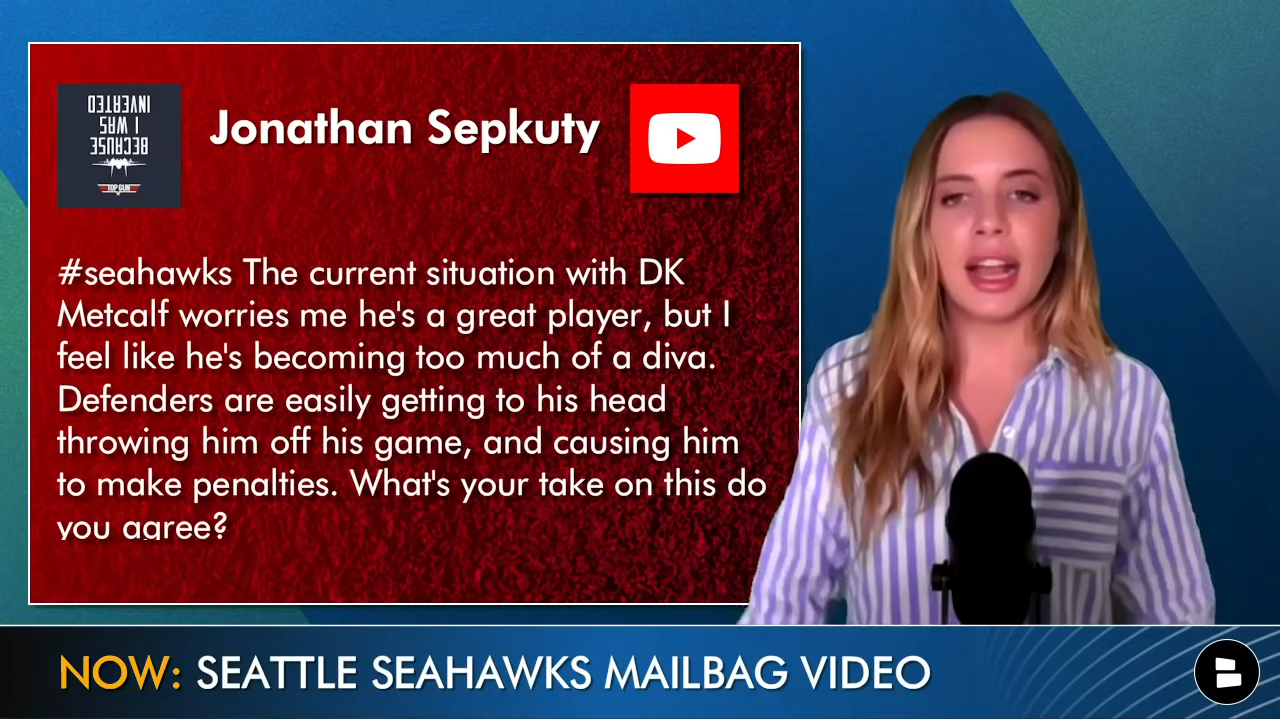 BECAUSE
I WAS
INVERTED
TOP GUN
Jonathan Sepkuty
#seahawks The current situation with DK
Metcalf worries me he's a great player, but I
feel like he's becoming too much of a diva.
Defenders are easily getting to his head
throwing him off his game, and causing him
to make penalties. What's your take on this do
you agree?
NOW: SEATTLE SEAHAWKS MAILBAG VIDEO